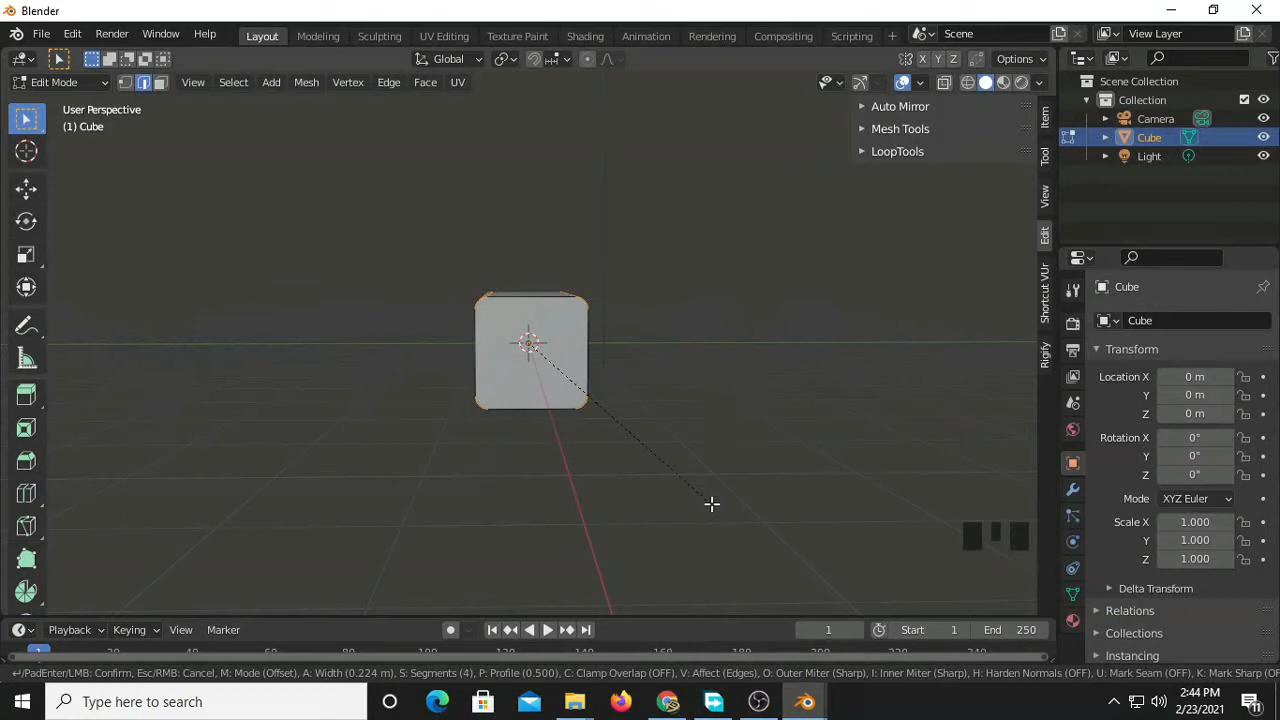 Blender
File Edit Render Window Help Layout Modeling Sculpting UV Editing Texture Paint Shading Animation Rendering Compositing Scripting + Scene View Layer
Global X Y Z Options
Edit Mode View Select Add Mesh Vertex Edge Face UV
User Perspective
(1) Cube
Auto Mirror
Mesh Tools
LoopTools
Item
Tool
View
Edit
Shortcut VUr
Rigify
Scene Collection
Collection
Camera
Cube
Light
Cube
Cube
Transform
Location X 0 m
Y 0 m
Z 0 m
Rotation X 0°
Y 0°
Z 0°
Mode XYZ Euler
Scale X 1.000
Y 1.000
Z 1.000
Delta Transform
Relations
Collections
Instancing
Playback Keying View Marker 1 Start 1 End 250
1
↵/PadEnter/LMB: Confirm, Esc/RMB: Cancel, M: Mode (Offset), A: Width (0.224 m), S: Segments (4), P: Profile (0.500), C: Clamp Overlap (OFF), V: Affect (Edges), O: Outer Miter (Sharp), I: Inner Miter (Sharp), H: Harden Normals (OFF), U: Mark Seam (OFF), K: Mark Sharp (OFF)
Type here to search
2:44 PM
2/23/2021
11